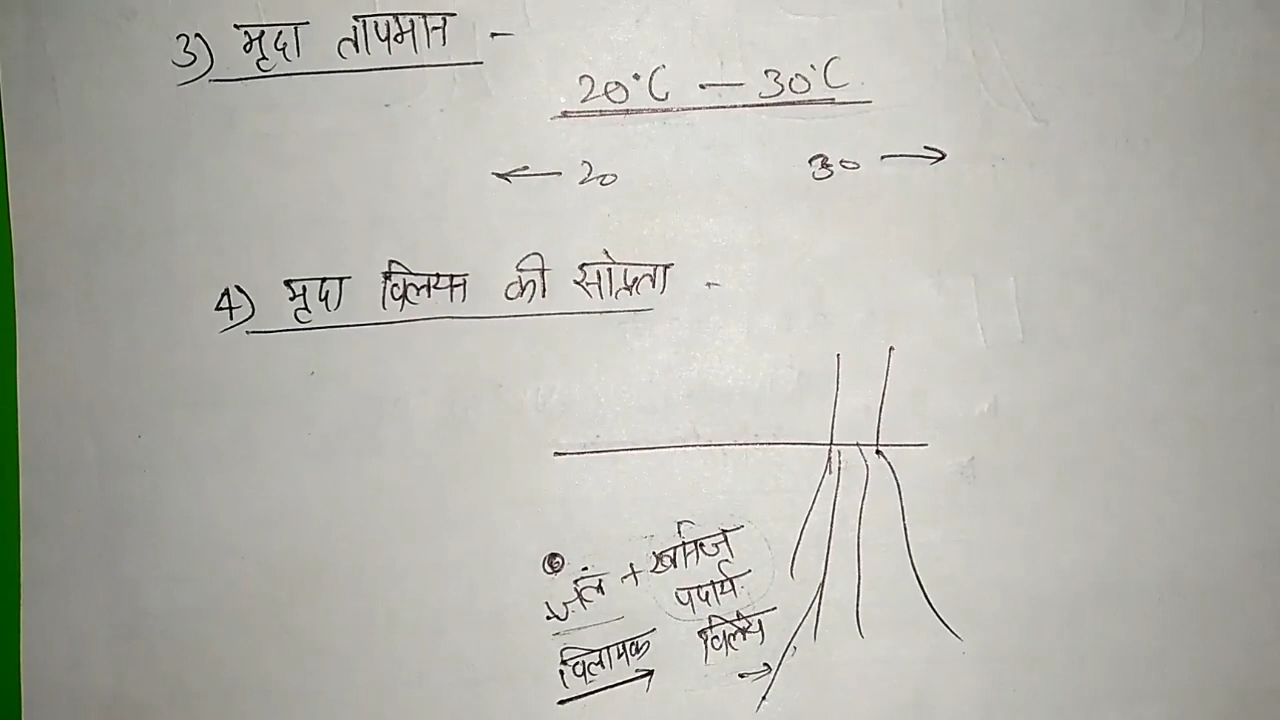 3) मृदा तापमान -
20°C — 30°C
← 20 30 →
4) मृदा विलयन की सांद्रता -
जल + खनिज
पदार्थ
विलायक विलेय